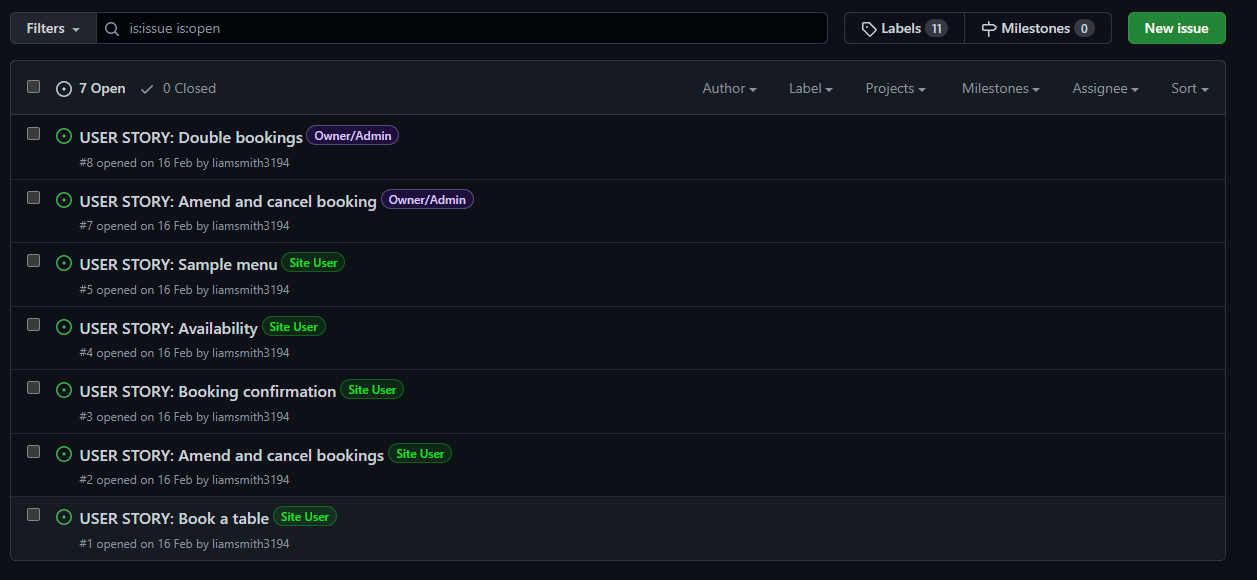 Filters is:issue is:open Labels 11 Milestones 0 New issue
7 Open 0 Closed Author Label Projects Milestones Assignee Sort
USER STORY: Double bookings Owner/Admin
#8 opened on 16 Feb by liamsmith3194
USER STORY: Amend and cancel booking Owner/Admin
#7 opened on 16 Feb by liamsmith3194
USER STORY: Sample menu Site User
#5 opened on 16 Feb by liamsmith3194
USER STORY: Availability Site User
#4 opened on 16 Feb by liamsmith3194
USER STORY: Booking confirmation Site User
#3 opened on 16 Feb by liamsmith3194
USER STORY: Amend and cancel bookings Site User
#2 opened on 16 Feb by liamsmith3194
USER STORY: Book a table Site User
#1 opened on 16 Feb by liamsmith3194